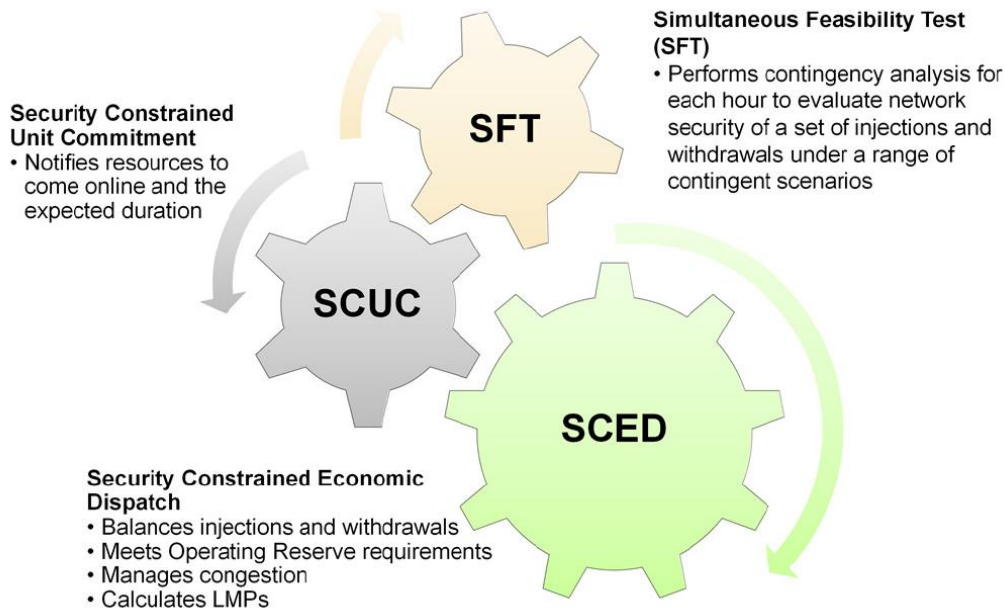 Simultaneous Feasibility Test
(SFT)
• Performs contingency analysis for
each hour to evaluate network
security of a set of injections and
withdrawals under a range of
contingent scenarios
SFT
Security Constrained
Unit Commitment
• Notifies resources to
come online and the
expected duration
SCUC
SCED
Security Constrained Economic
Dispatch
• Balances injections and withdrawals
• Meets Operating Reserve requirements
• Manages congestion
• Calculates LMPs